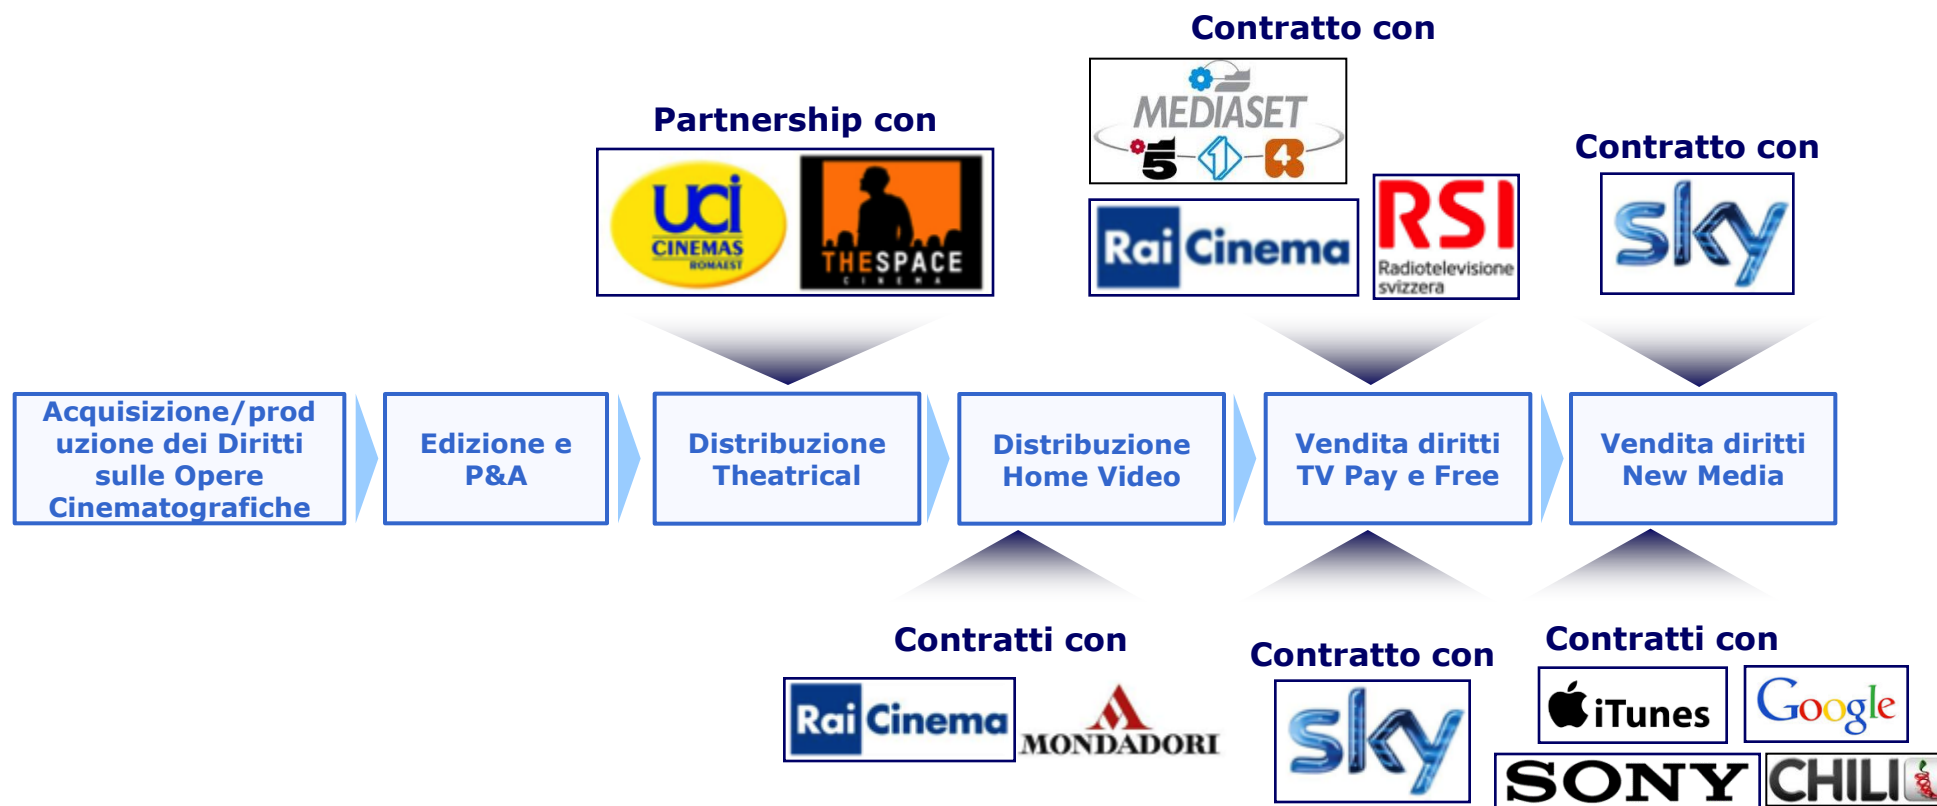 Contratto con
MEDIASET
5 1 4
Partnership con
UCI
CINEMAS
ROMAEST
THESPACE
CINEMA
Rai Cinema
RSI
Radiotelevisione
svizzera
Contratto con
sky
Acquisizione/prod
uzione dei Diritti
sulle Opere
Cinematografiche
Edizione e
P&A
Distribuzione
Theatrical
Distribuzione
Home Video
Vendita diritti
TV Pay e Free
Vendita diritti
New Media
Contratti con
Rai Cinema
MONDADORI
Contratto con
sky
Contratti con
iTunes
Google
SONY
CHILI